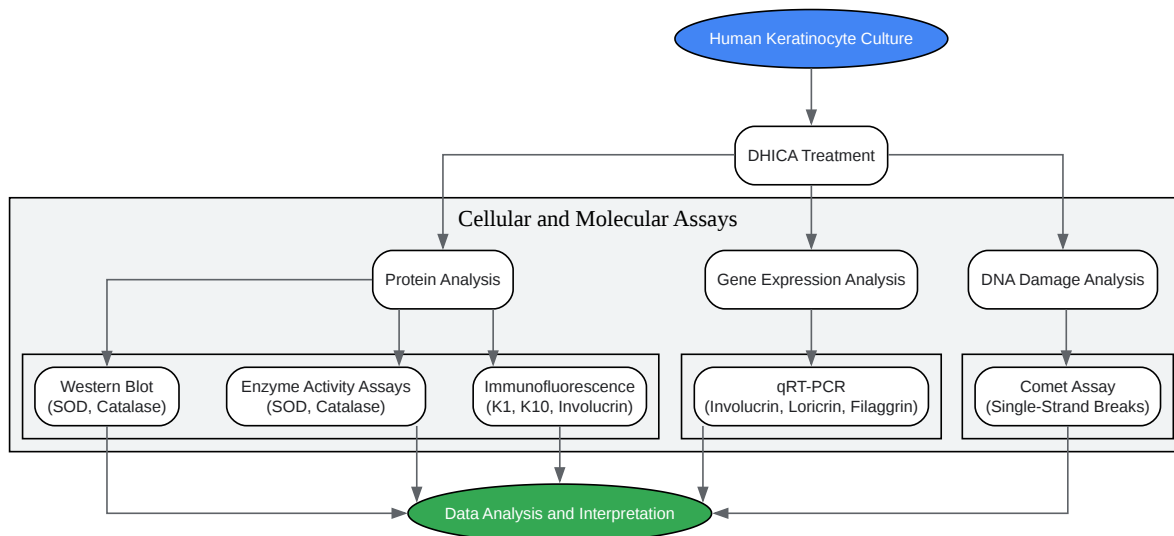 Human Keratinocyte Culture
DHICA Treatment
Cellular and Molecular Assays
Protein Analysis
Gene Expression Analysis
DNA Damage Analysis
Western Blot
(SOD, Catalase)
Enzyme Activity Assays
(SOD, Catalase)
Immunofluorescence
(K1, K10, Involucrin)
qRT-PCR
(Involucrin, Loricrin, Filaggrin)
Comet Assay
(Single-Strand Breaks)
Data Analysis and Interpretation